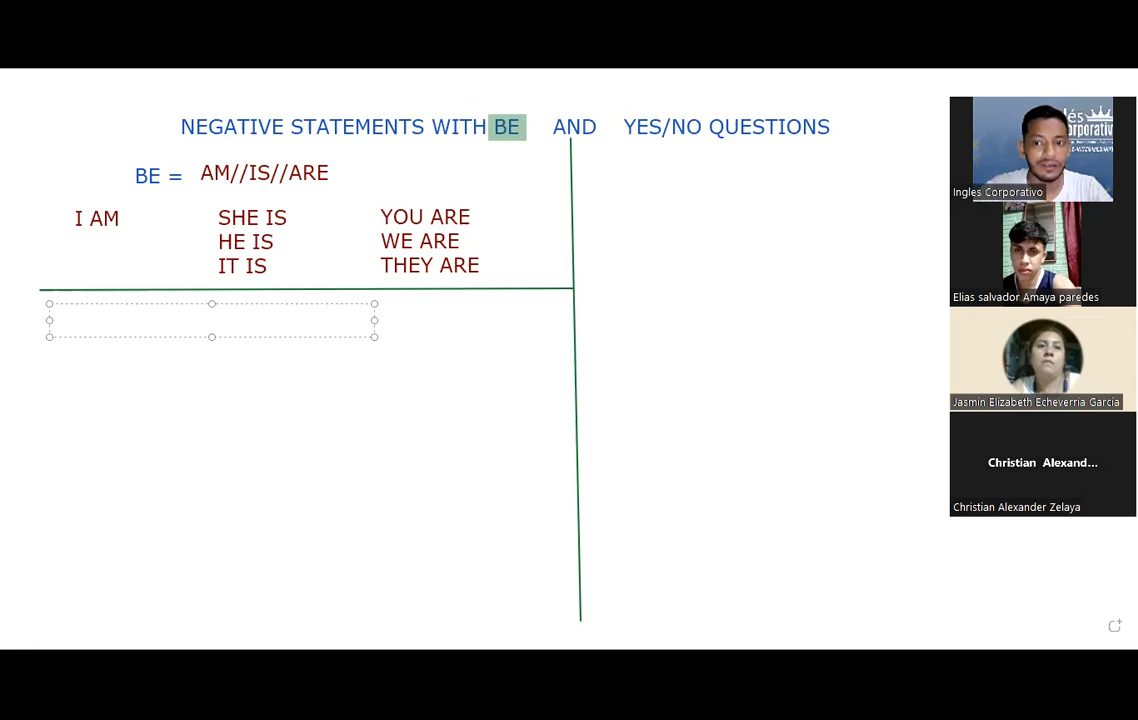 NEGATIVE STATEMENTS WITH BE AND YES/NO QUESTIONS
BE = AM//IS//ARE
I AM SHE IS YOU ARE
HE IS WE ARE
IT IS THEY ARE
Ingles Corporativo
Elias salvador Amaya paredes
Jasmin Elizabeth Echeverria Garcia
Christian Alexand...
Christian Alexander Zelaya